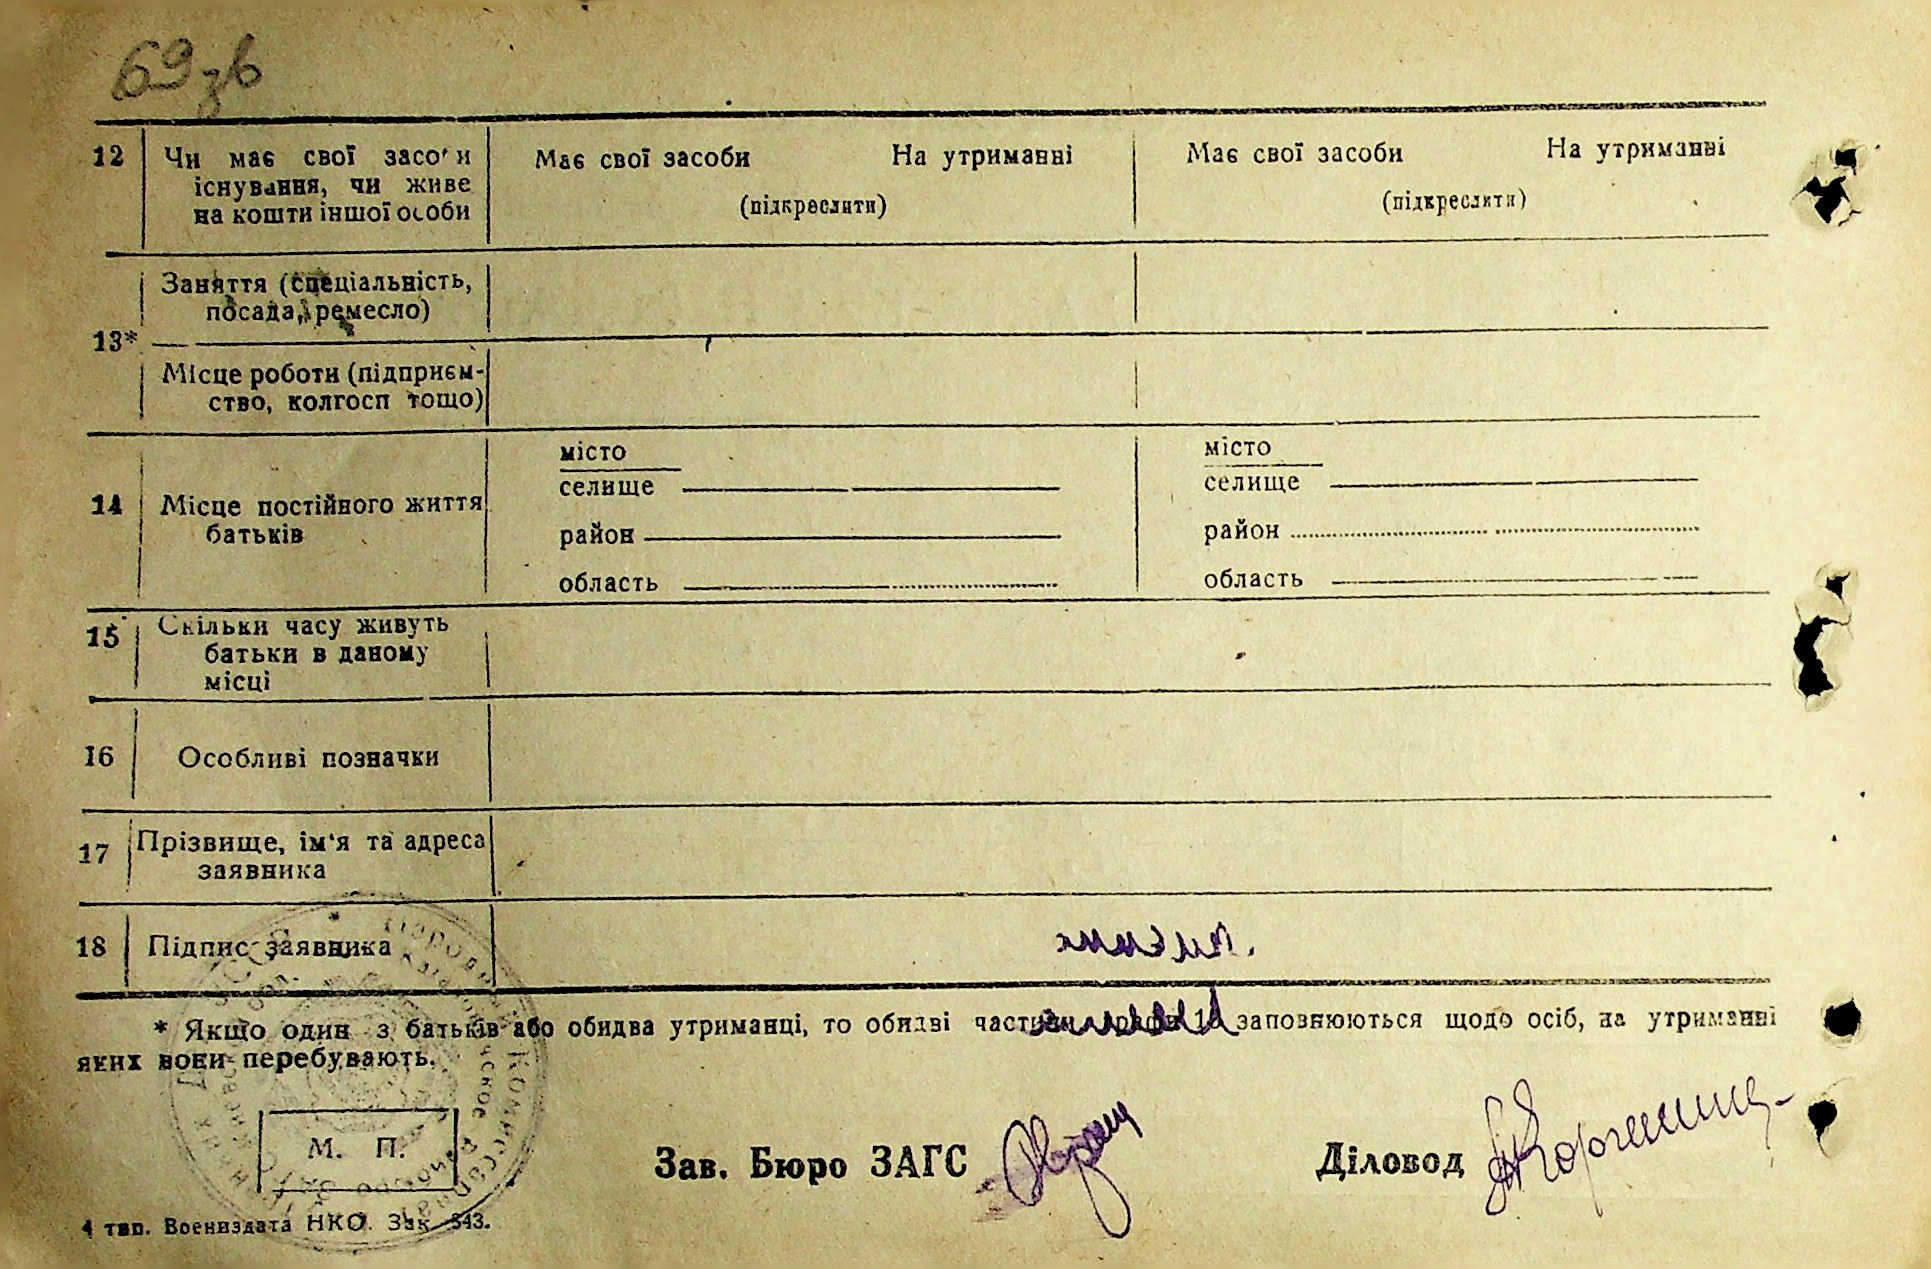 69 зв
12 Чи має свої засоби Має свої засоби На утриманні Має свої засоби На утриманні
існування, чи живе (підкреслити) (підкреслити)
на кошти іншої особи
Заняття (спеціальність,
посада, ремесло)
13*
Місце роботи (підприєм-
ство, колгосп тощо)
місто місто
селище селище
14 Місце постійного життя
батьків
район район
область область
15 Скільки часу живуть
батьки в даному
місці
16 Особливі позначки
17 Прізвище, ім'я та адреса
заявника
18 Підпис заявника
* Якщо один з батьків або обидва утриманці, то обидві частини заповнюються щодо осіб, на утриманні
яких вони перебувають.
М. П.
Зав. Бюро ЗАГС Діловод
4 тип. Воениздата НКО. Зак. 543.